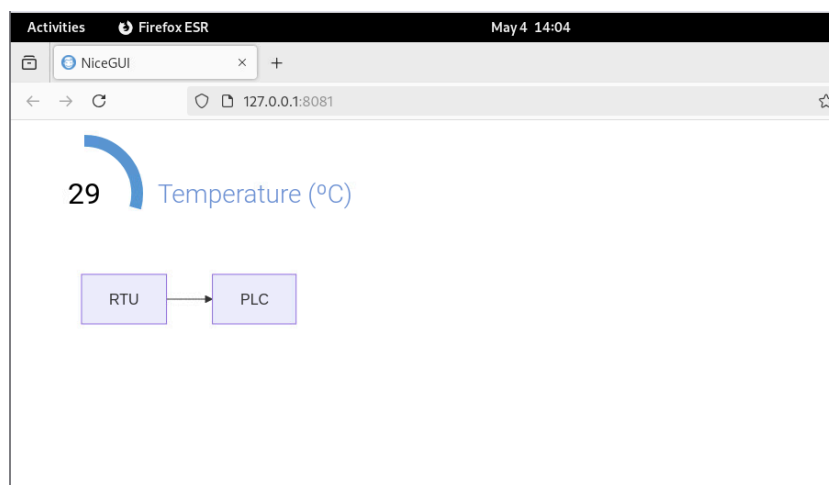 Activities Firefox ESR May 4 14:04
NiceGUI × +
127.0.0.1:8081
29 Temperature (ºC)
RTU PLC